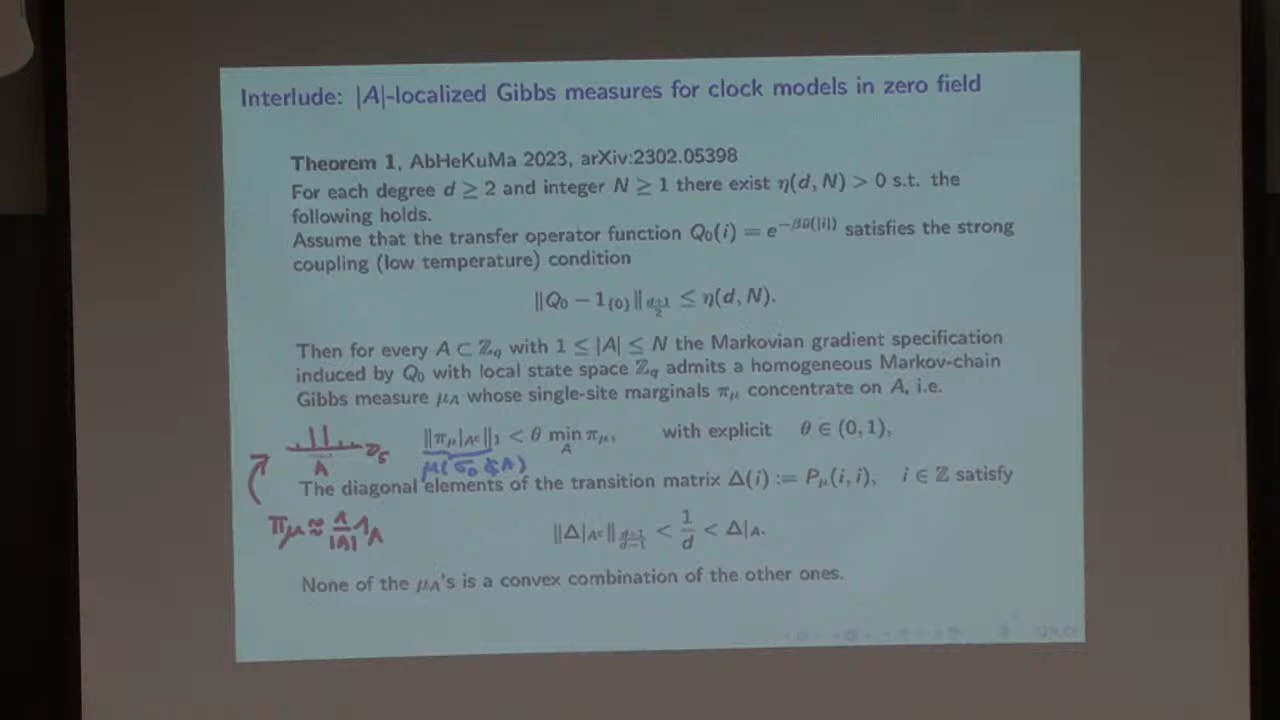 Interlude: |A|-localized Gibbs measures for clock models in zero field
Theorem 1, AbHeKuMa 2023, arXiv:2302.05398
For each degree d ≥ 2 and integer N ≥ 1 there exist η(d, N) > 0 s.t. the
following holds.
Assume that the transfer operator function Q₀(i) = e^{-βU(|i|)} satisfies the strong
coupling (low temperature) condition
‖Q₀ − 1_{{0}}‖_{\frac{d+1}{2}} ≤ η(d, N).
Then for every A ⊂ ℤ_q with 1 ≤ |A| ≤ N the Markovian gradient specification
induced by Q₀ with local state space ℤ_q admits a homogeneous Markov-chain
Gibbs measure μ_A whose single-site marginals π_μ concentrate on A, i.e.
‖π_μ|_{A^c}‖₁ < θ min_A π_μ, with explicit θ ∈ (0, 1),
A
μ(σ₀ ∉ A)
The diagonal elements of the transition matrix Δ(i) := P_μ(i, i), i ∈ ℤ satisfy
π_μ ≈ \frac{1}{|A|} 1_A
‖Δ|_{A^c}‖_{\frac{d+1}{d−1}} < \frac{1}{d} < Δ|_A.
None of the μ_A's is a convex combination of the other ones.